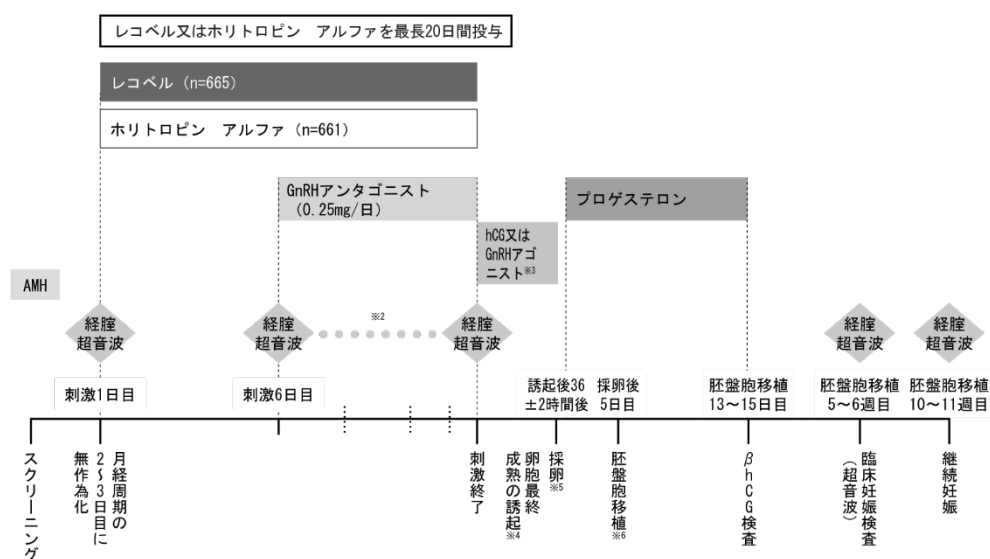 レコベル又はホリトロピン　アルファを最長20日間投与
レコベル（n=665）
ホリトロピン　アルファ（n=661）
GnRHアンタゴニスト
（0.25mg/日）
プロゲステロン
hCG又は
GnRHアゴ
ニスト※3
AMH
経腟
超音波
経腟
超音波
※2
経腟
超音波
経腟
超音波
経腟
超音波
刺激1日目
刺激6日目
誘起後36
±2時間後
採卵後
5日目
胚盤胞移植
13～15日目
胚盤胞移植
5～6週目
胚盤胞移植
10～11週目
スクリーニング
月経周期の
2～3日目に
無作為化
刺激終了
卵胞最終
成熟の誘起※4
採卵※5
胚盤胞移植※6
βhCG検査
臨床妊娠検査
（超音波）
継続妊娠